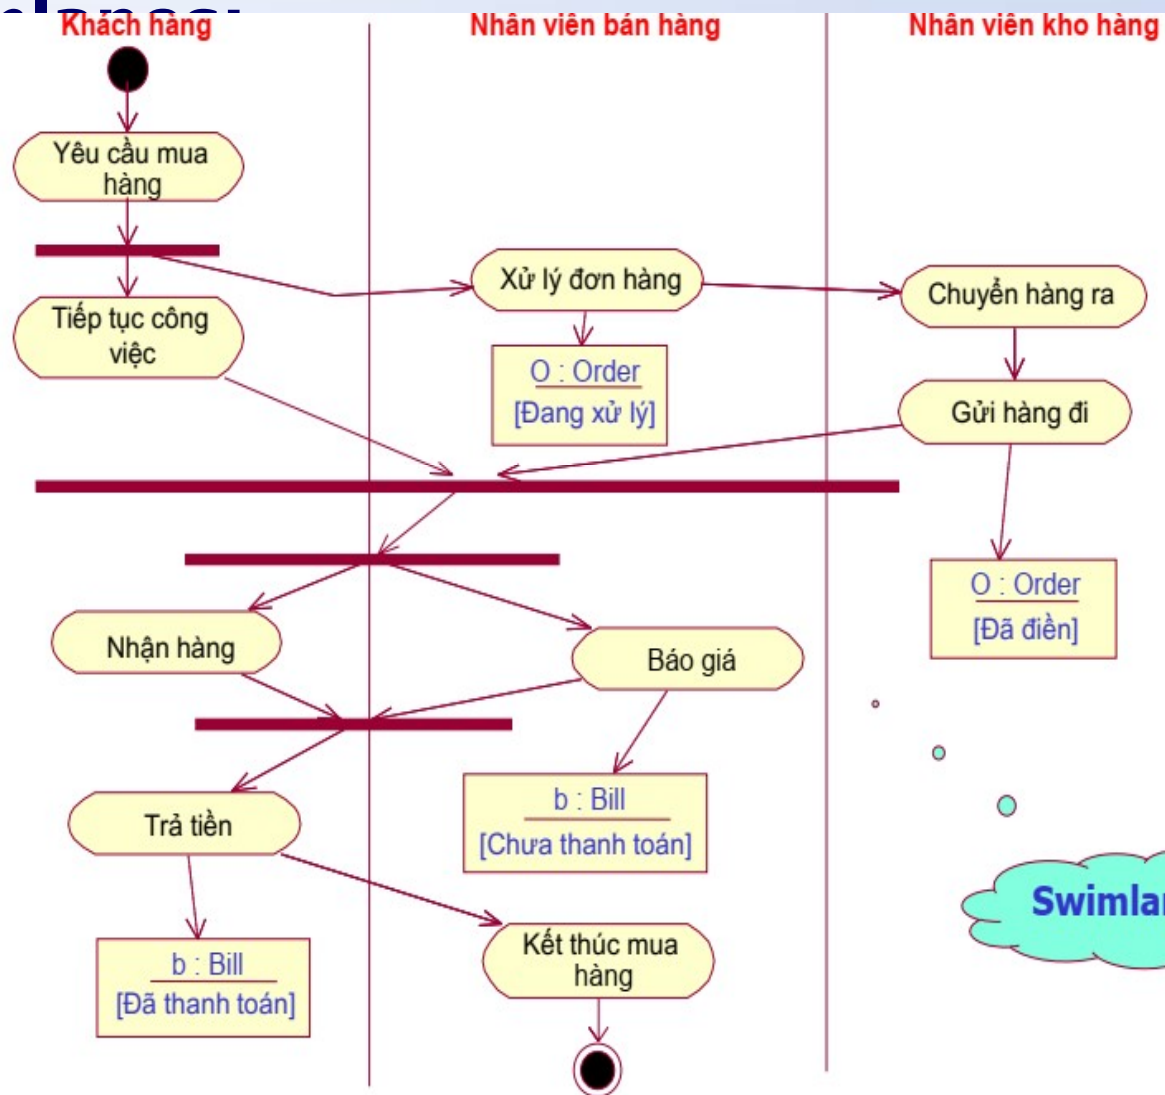 Khách hàng
Nhân viên bán hàng
Nhân viên kho hàng
Yêu cầu mua
hàng
Xử lý đơn hàng
Chuyển hàng ra
Tiếp tục công
việc
O : Order
[Đang xử lý]
Gửi hàng đi
O : Order
[Đã điền]
Nhận hàng
Báo giá
b : Bill
[Chưa thanh toán]
Trả tiền
Kết thúc mua
hàng
b : Bill
[Đã thanh toán]